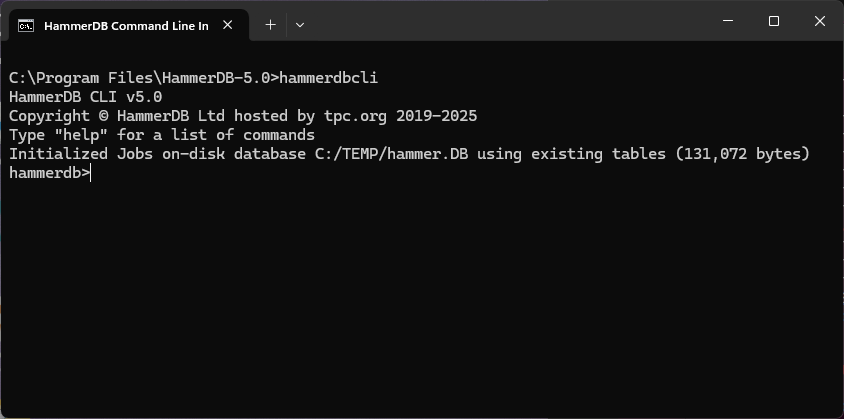 HammerDB Command Line In
C:\Program Files\HammerDB-5.0>hammerdbcli
HammerDB CLI v5.0
Copyright © HammerDB Ltd hosted by tpc.org 2019-2025
Type "help" for a list of commands
Initialized Jobs on-disk database C:/TEMP/hammer.DB using existing tables (131,072 bytes)
hammerdb>